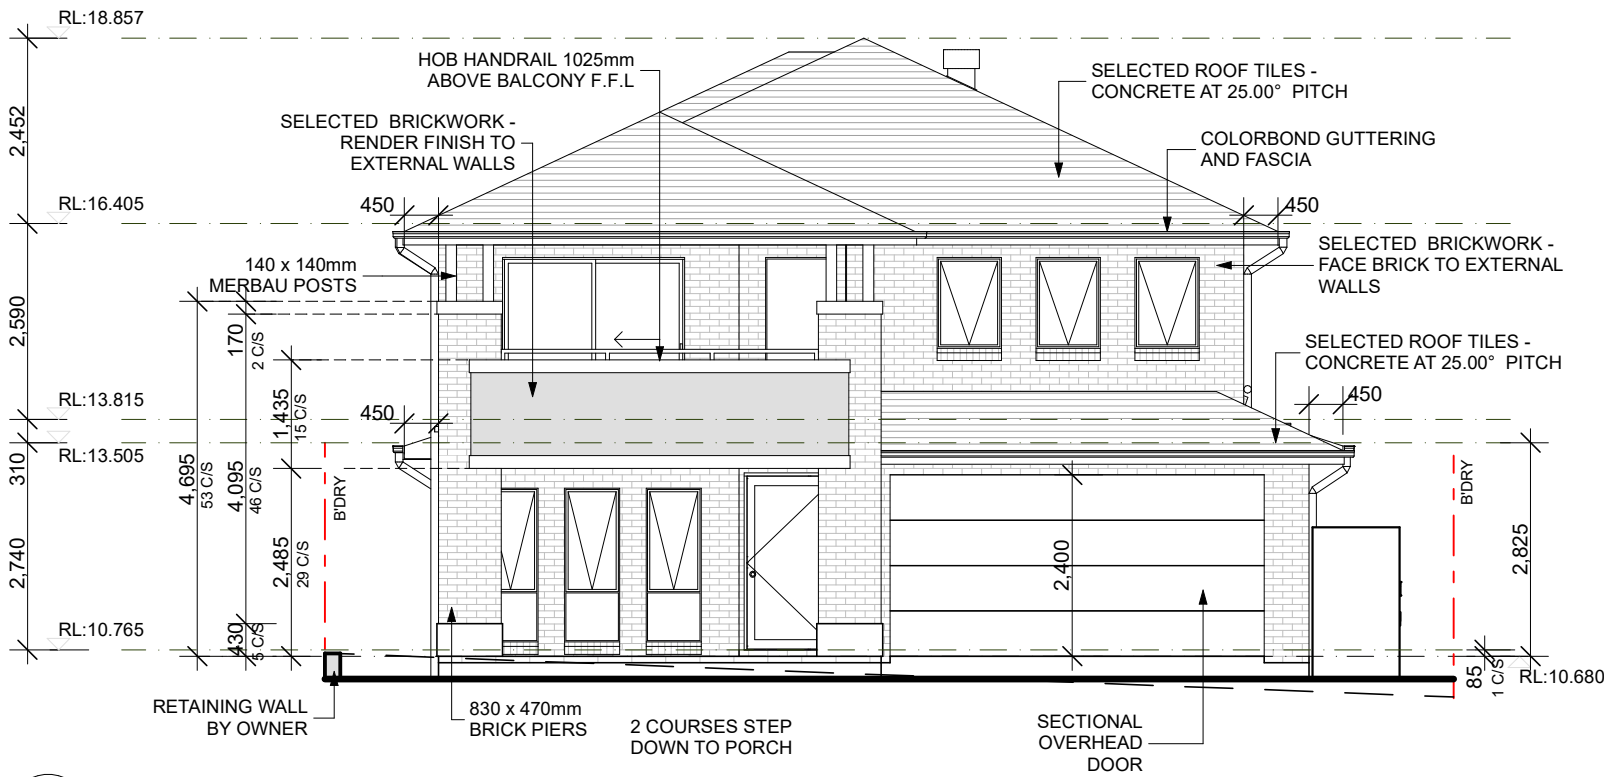 RL:18.857
HOB HANDRAIL 1025mm
ABOVE BALCONY F.F.L
SELECTED ROOF TILES -
CONCRETE AT 25.00° PITCH
SELECTED BRICKWORK -
RENDER FINISH TO
EXTERNAL WALLS
COLORBOND GUTTERING
AND FASCIA
2,452
RL:16.405
450
450
SELECTED BRICKWORK -
FACE BRICK TO EXTERNAL
WALLS
140 x 140mm
MERBAU POSTS
2,590
170
2 C/S
SELECTED ROOF TILES -
CONCRETE AT 25.00° PITCH
RL:13.815
1,435
15 C/S
450
450
310
RL:13.505
4,695
53 C/S
4,095
46 C/S
B'DRY
B'DRY
2,740
2,485
29 C/S
2,400
2,825
RL:10.765
430
5 C/S
85
1 C/S
RL:10.680
RETAINING WALL
BY OWNER
830 x 470mm
BRICK PIERS
2 COURSES STEP
DOWN TO PORCH
SECTIONAL
OVERHEAD
DOOR